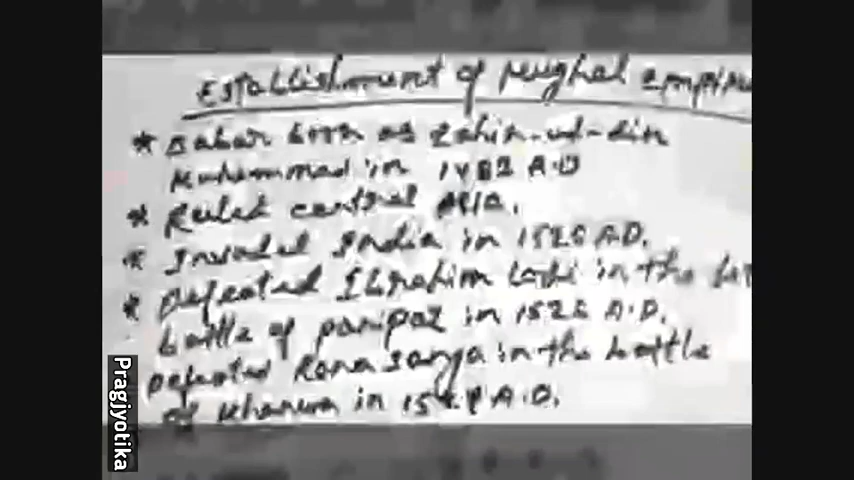 Establishment of Mughal Empire
* Babar born as Zahir-ud-din
Muhammad in 1482 A.D
* Ruled central Asia.
* Invaded India in 1526 A.D.
* Defeated Ibrahim Lodi in the
battle of panipat in 1526 A.D.
Defeated Rana Sanga in the battle
of Khanwa in A.D.
Pragjyotika